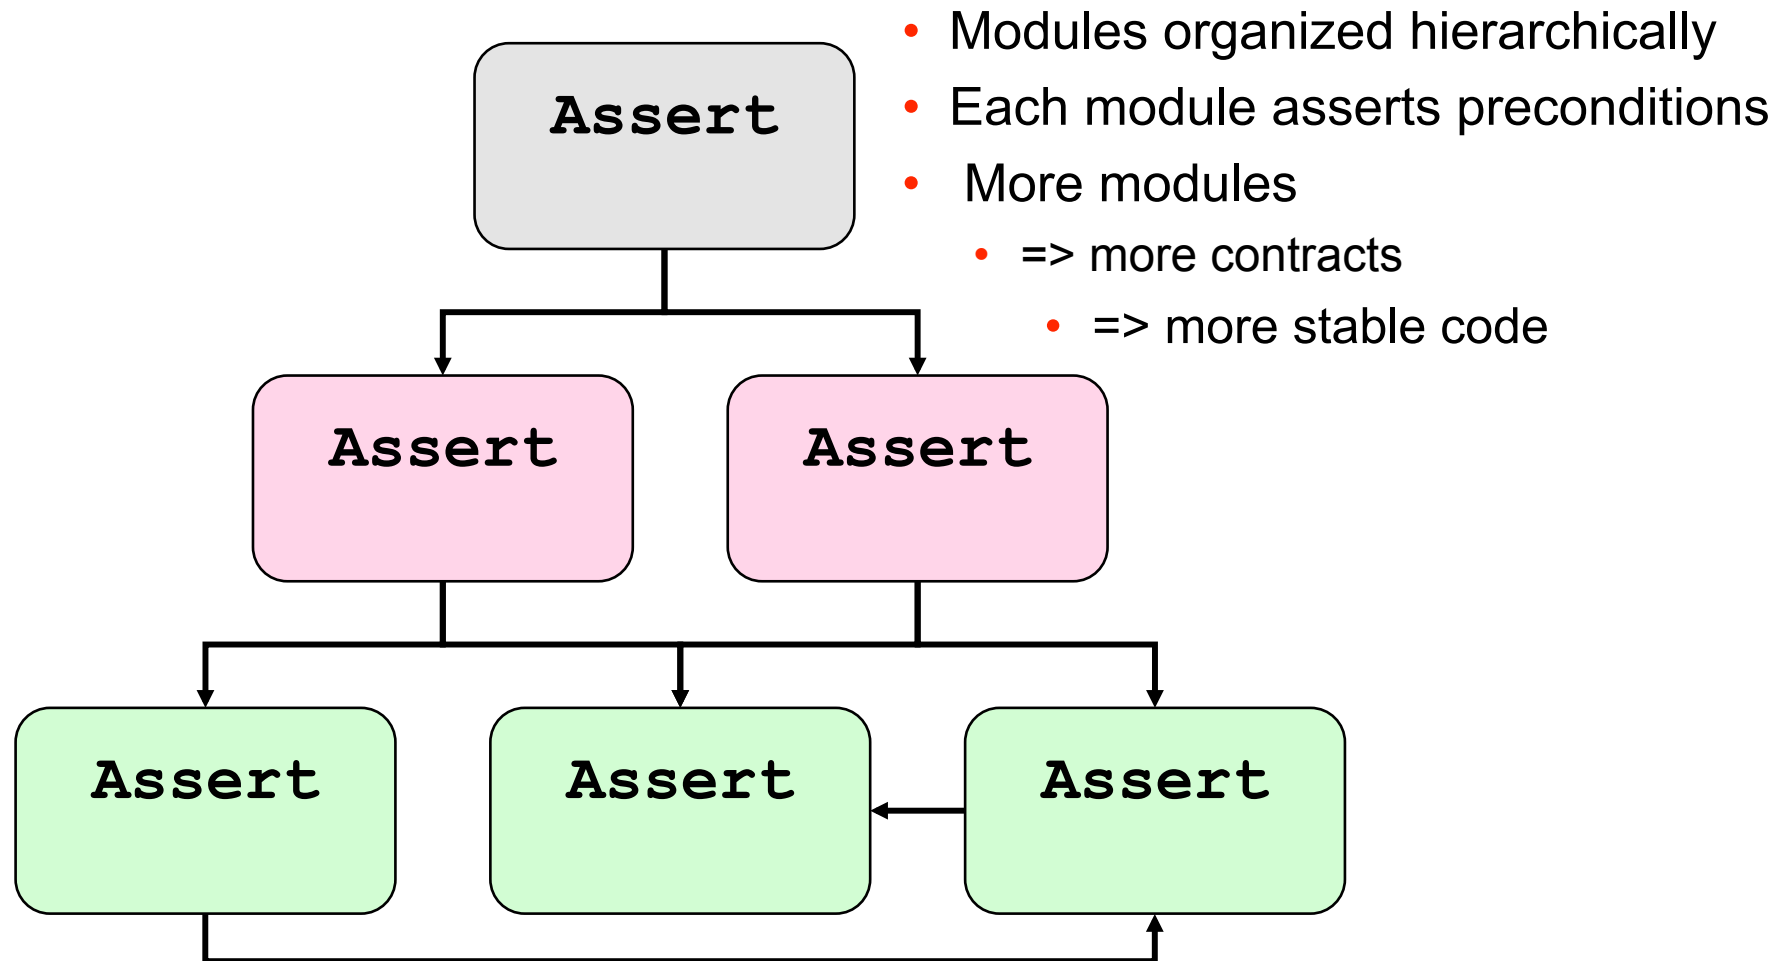 • Modules organized hierarchically
• Each module asserts preconditions
• More modules
• => more contracts
• => more stable code
Assert
Assert
Assert
Assert
Assert
Assert